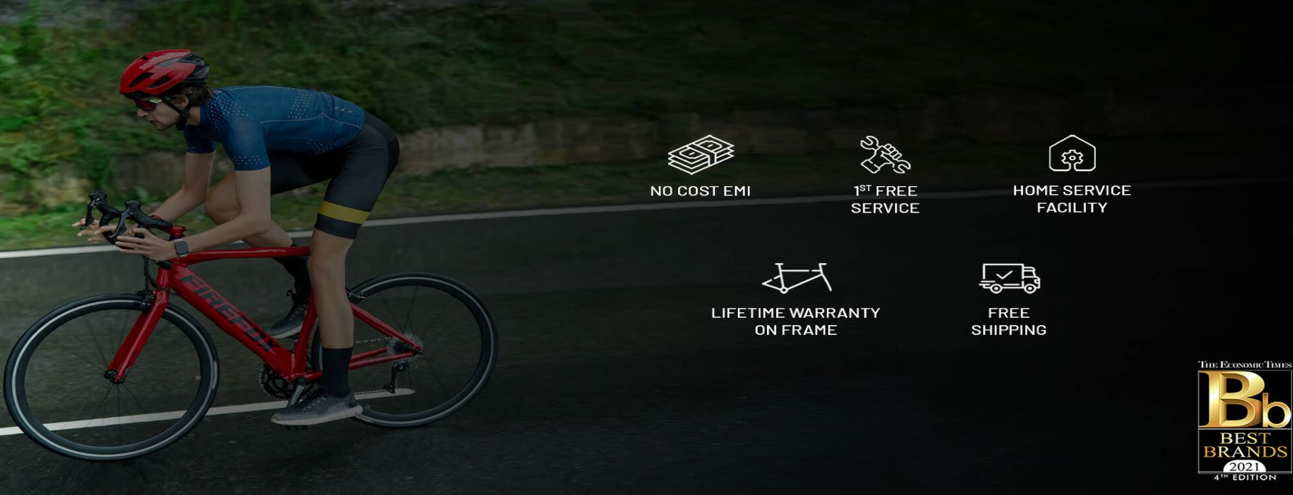 NO COST EMI
1ST FREE
SERVICE
HOME SERVICE
FACILITY
LIFETIME WARRANTY
ON FRAME
FREE
SHIPPING
FIREFOX
THE ECONOMIC TIMES
Bb
BEST
BRANDS
2021
4TH EDITION